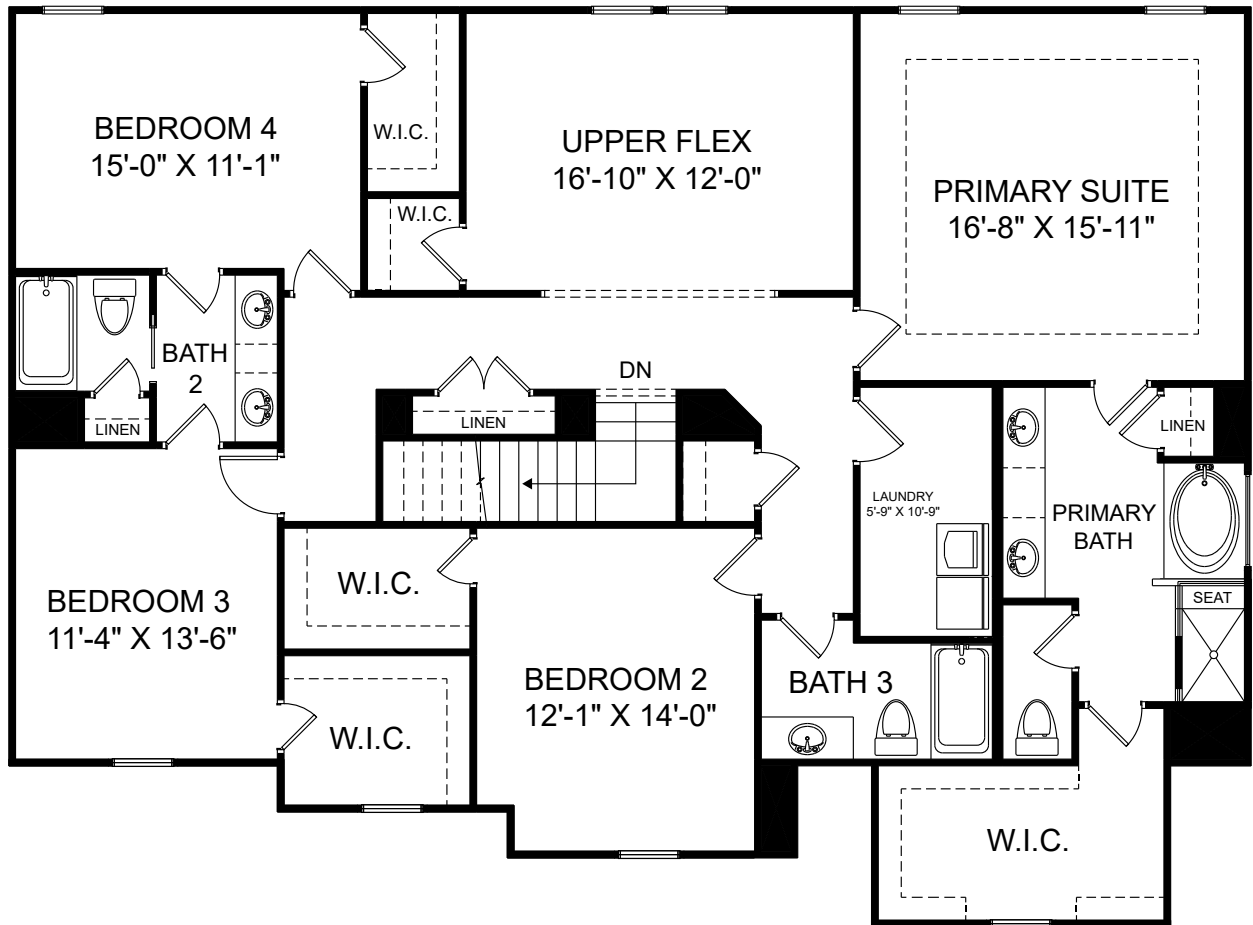 BEDROOM 4
15'-0" X 11'-1"
W.I.C.
W.I.C.
UPPER FLEX
16'-10" X 12'-0"
PRIMARY SUITE
16'-8" X 15'-11"
BATH
2
LINEN
DN
LINEN
LINEN
LAUNDRY
5'-9" X 10'-9"
PRIMARY
BATH
SEAT
BEDROOM 3
11'-4" X 13'-6"
W.I.C.
W.I.C.
BEDROOM 2
12'-1" X 14'-0"
BATH 3
W.I.C.